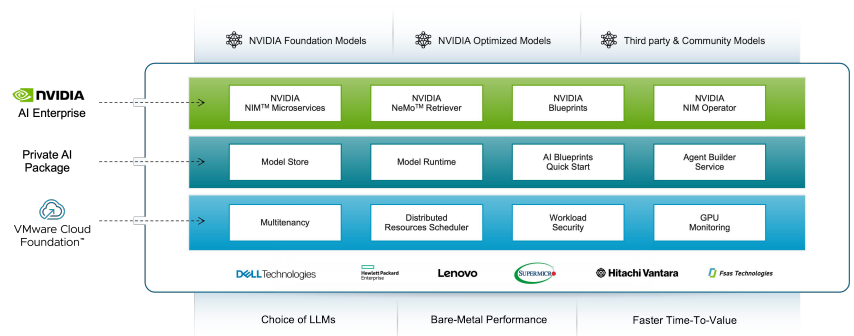 NVIDIA Foundation Models
NVIDIA Optimized Models
Third party & Community Models
NVIDIA
AI Enterprise
NVIDIA
NIM™ Microservices
NVIDIA
NeMo™ Retriever
NVIDIA
Blueprints
NVIDIA
NIM Operator
Private AI
Package
Model Store
Model Runtime
AI Blueprints
Quick Start
Agent Builder
Service
VMware Cloud
Foundation™
Multitenancy
Distributed
Resources Scheduler
Workload
Security
GPU
Monitoring
DELLTechnologies
Hewlett Packard
Enterprise
Lenovo
SUPERMICRO
Hitachi Vantara
Fsas Technologies
Choice of LLMs
Bare-Metal Performance
Faster Time-To-Value